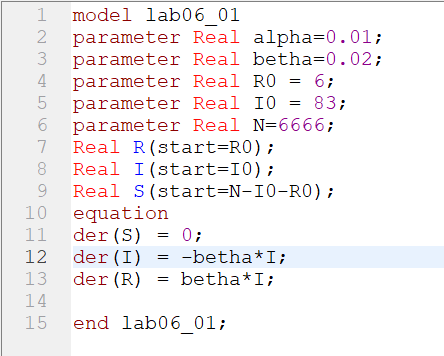 1 model lab06_01
2 parameter Real alpha=0.01;
3 parameter Real betha=0.02;
4 parameter Real R0 = 6;
5 parameter Real I0 = 83;
6 parameter Real N=6666;
7 Real R(start=R0);
8 Real I(start=I0);
9 Real S(start=N-I0-R0);
10 equation
11 der(S) = 0;
12 der(I) = -betha*I;
13 der(R) = betha*I;
14
15 end lab06_01;